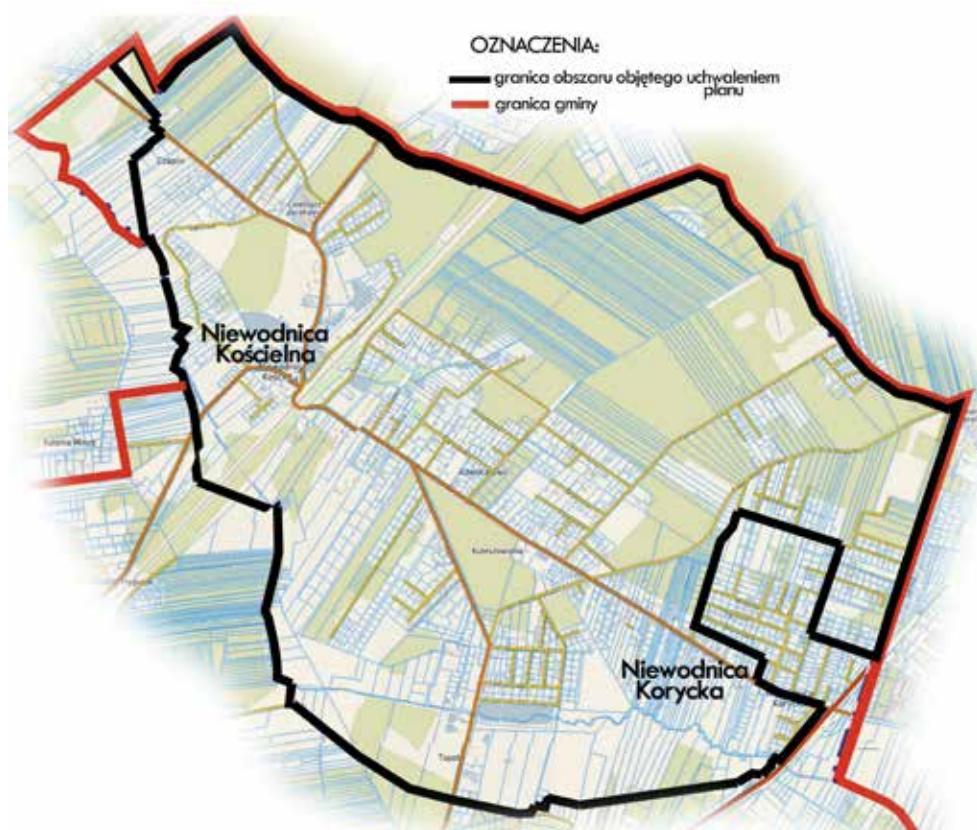 OZNACZENIA:
granica obszaru objętego uchwaleniem
planu
granica gminy
Niewodnica
Kościelna
Niewodnica
Korycka